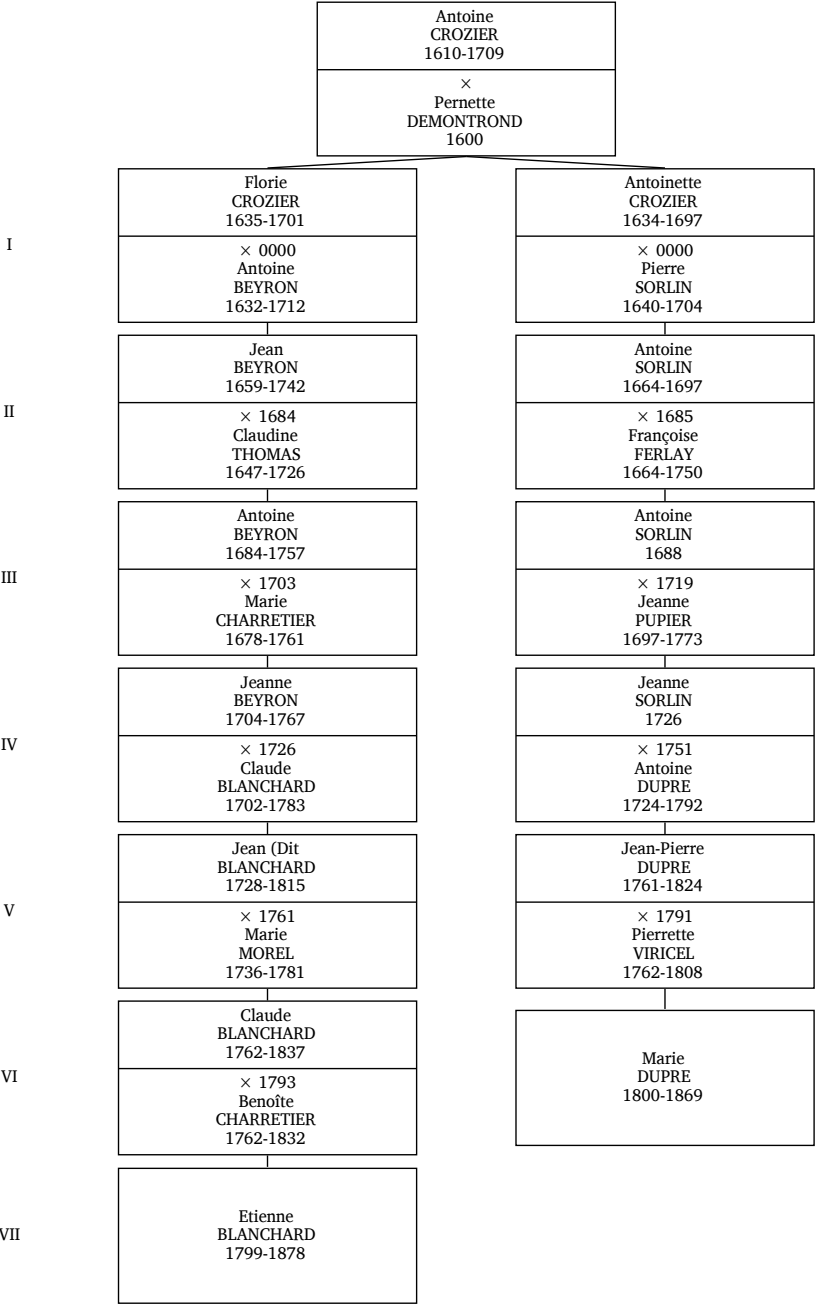 Antoine
CROZIER
1610-1709
×
Pernette
DEMONTROND
1600
I
Florie
CROZIER
1635-1701
× 0000
Antoine
BEYRON
1632-1712
Antoinette
CROZIER
1634-1697
× 0000
Pierre
SORLIN
1640-1704
II
Jean
BEYRON
1659-1742
× 1684
Claudine
THOMAS
1647-1726
Antoine
SORLIN
1664-1697
× 1685
Françoise
FERLAY
1664-1750
III
Antoine
BEYRON
1684-1757
× 1703
Marie
CHARRETIER
1678-1761
Antoine
SORLIN
1688
× 1719
Jeanne
PUPIER
1697-1773
IV
Jeanne
BEYRON
1704-1767
× 1726
Claude
BLANCHARD
1702-1783
Jeanne
SORLIN
1726
× 1751
Antoine
DUPRE
1724-1792
V
Jean (Dit
BLANCHARD
1728-1815
× 1761
Marie
MOREL
1736-1781
Jean-Pierre
DUPRE
1761-1824
× 1791
Pierrette
VIRICEL
1762-1808
VI
Claude
BLANCHARD
1762-1837
× 1793
Benoîte
CHARRETIER
1762-1832
Marie
DUPRE
1800-1869
VII
Etienne
BLANCHARD
1799-1878